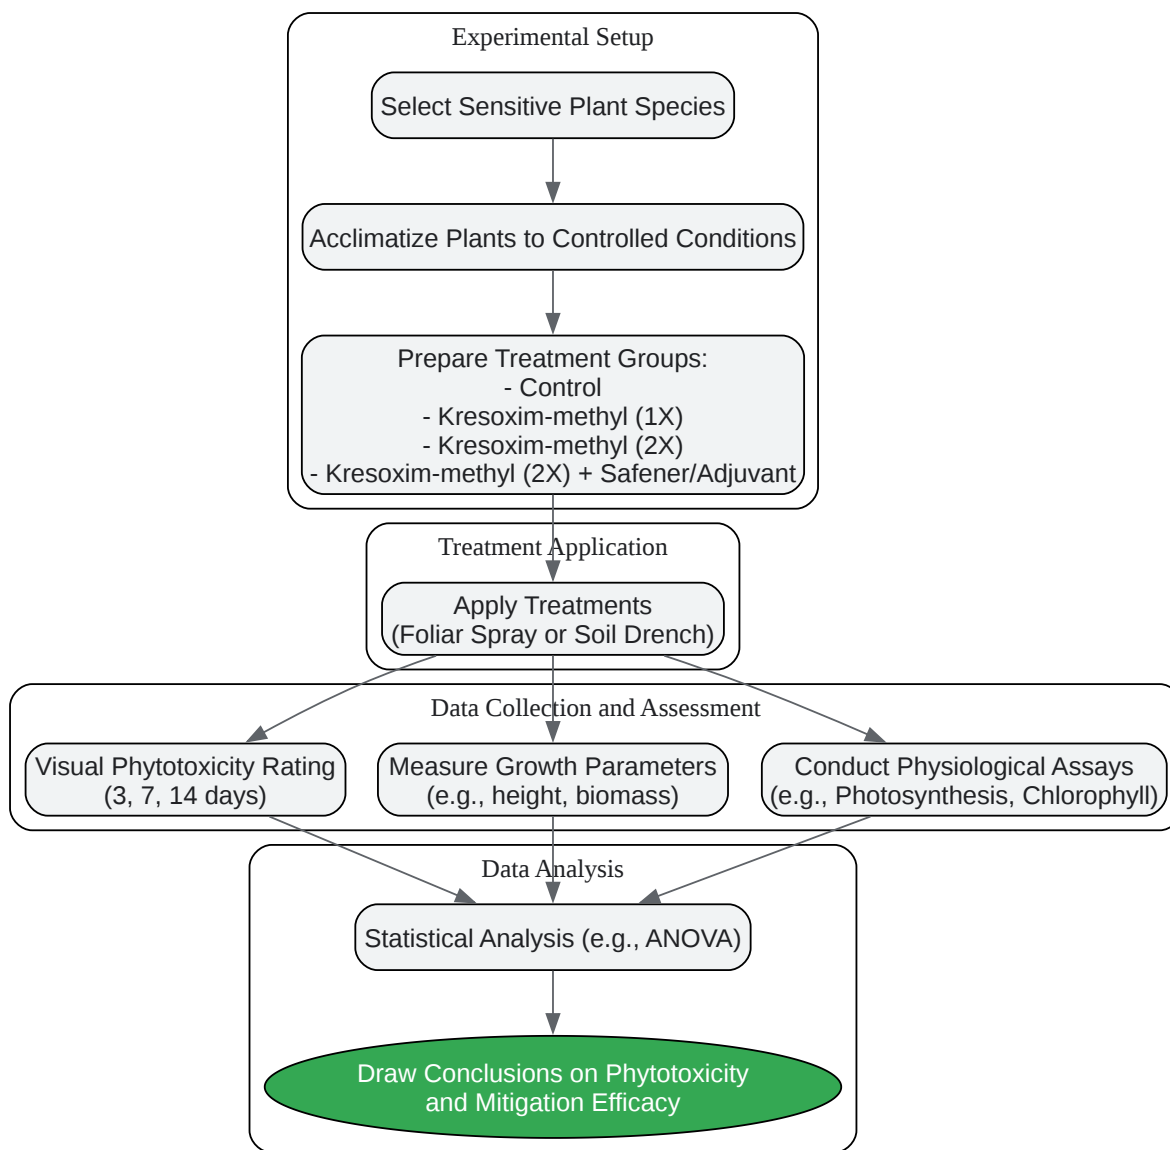 Experimental Setup
Select Sensitive Plant Species
Acclimatize Plants to Controlled Conditions
Prepare Treatment Groups:
- Control
- Kresoxim-methyl (1X)
- Kresoxim-methyl (2X)
- Kresoxim-methyl (2X) + Safener/Adjuvant
Treatment Application
Apply Treatments
(Foliar Spray or Soil Drench)
Data Collection and Assessment
Visual Phytotoxicity Rating
(3, 7, 14 days)
Measure Growth Parameters
(e.g., height, biomass)
Conduct Physiological Assays
(e.g., Photosynthesis, Chlorophyll)
Data Analysis
Statistical Analysis (e.g., ANOVA)
Draw Conclusions on Phytotoxicity
and Mitigation Efficacy